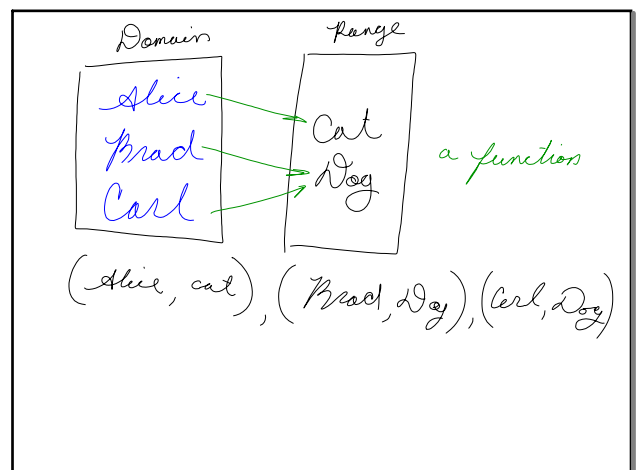 Domain Range
Alice
Cat
Brad
a function
Dog
Carl
(Alice, cat), (Brad, Dog), (Carl, Dog)